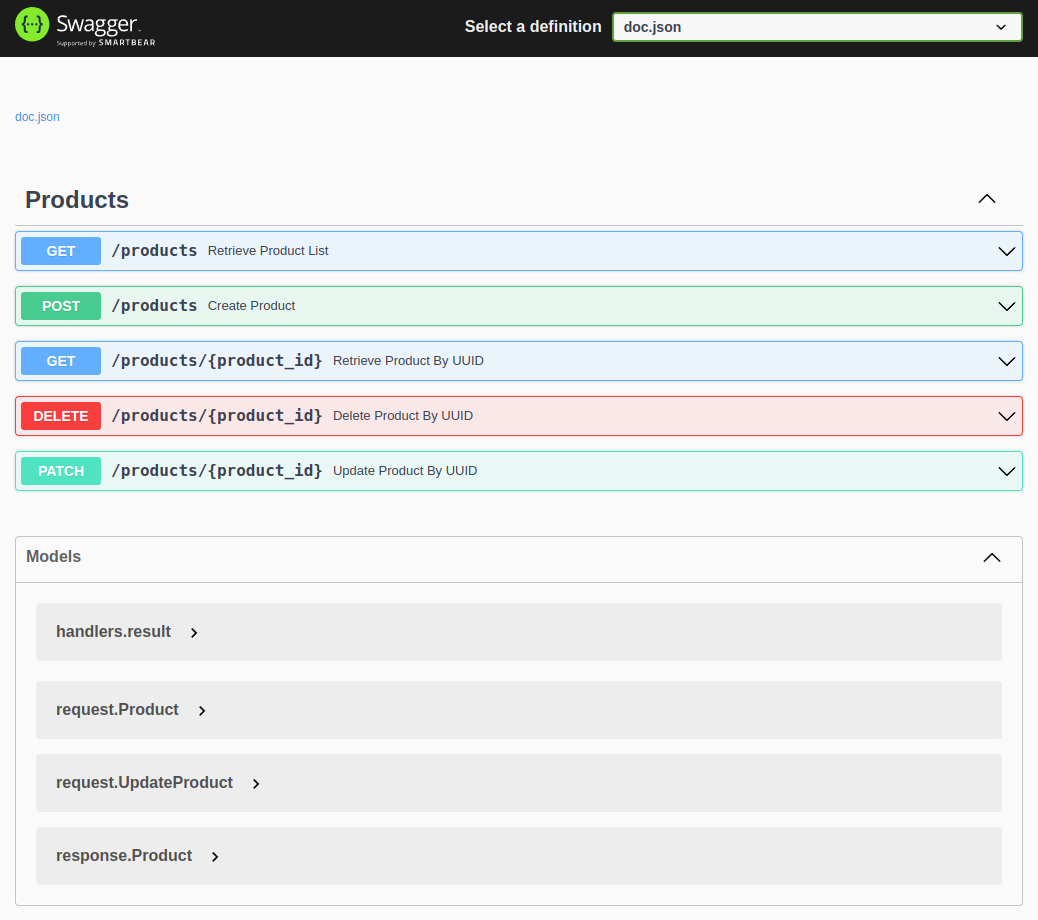 Swagger
Supported by SMARTBEAR
Select a definition
doc.json
doc.json
Products
GET /products Retrieve Product List
POST /products Create Product
GET /products/{product_id} Retrieve Product By UUID
DELETE /products/{product_id} Delete Product By UUID
PATCH /products/{product_id} Update Product By UUID
Models
handlers.result
request.Product
request.UpdateProduct
response.Product